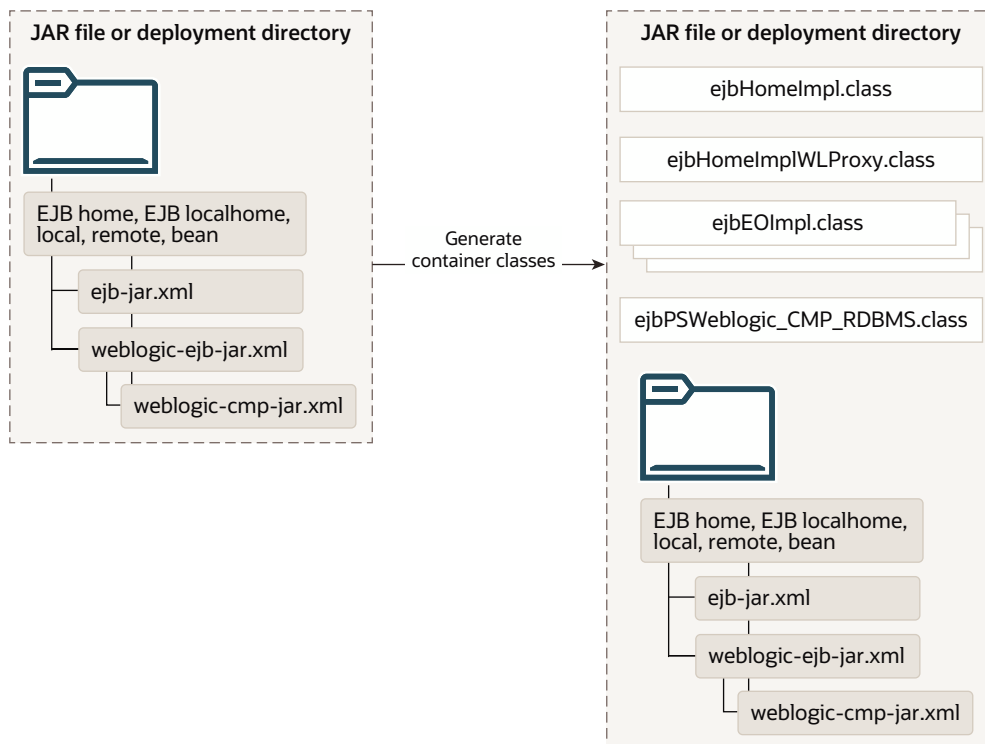 JAR file or deployment directory
EJB home, EJB localhome,
local, remote, bean
ejb-jar.xml
weblogic-ejb-jar.xml
weblogic-cmp-jar.xml
Generate
container classes
JAR file or deployment directory
ejbHomeImpl.class
ejbHomeImplWLProxy.class
ejbEOImpl.class
ejbPSWeblogic_CMP_RDBMS.class
EJB home, EJB localhome,
local, remote, bean
ejb-jar.xml
weblogic-ejb-jar.xml
weblogic-cmp-jar.xml